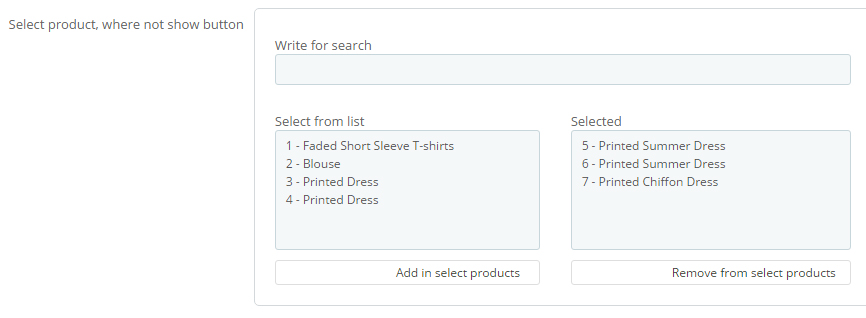 Select product, where not show button
Write for search
Select from list
1 - Faded Short Sleeve T-shirts
2 - Blouse
3 - Printed Dress
4 - Printed Dress
Add in select products
Selected
5 - Printed Summer Dress
6 - Printed Summer Dress
7 - Printed Chiffon Dress
Remove from select products